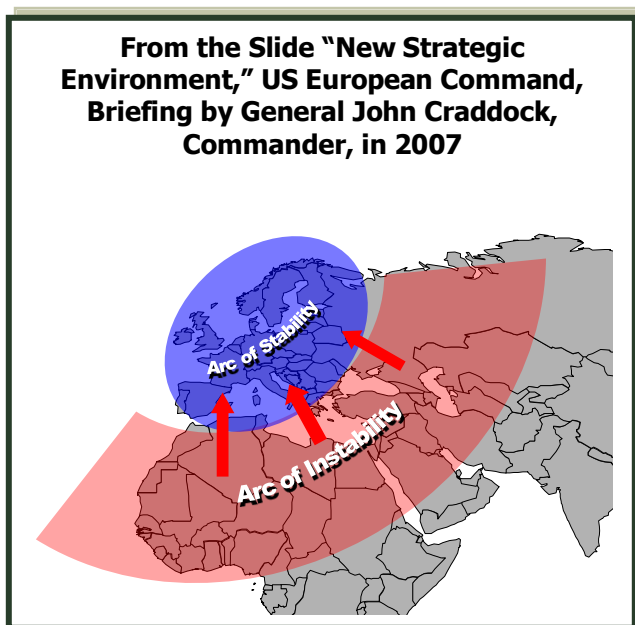 From the Slide “New Strategic
Environment,” US European Command,
Briefing by General John Craddock,
Commander, in 2007
Arc of Stability
Arc of Instability